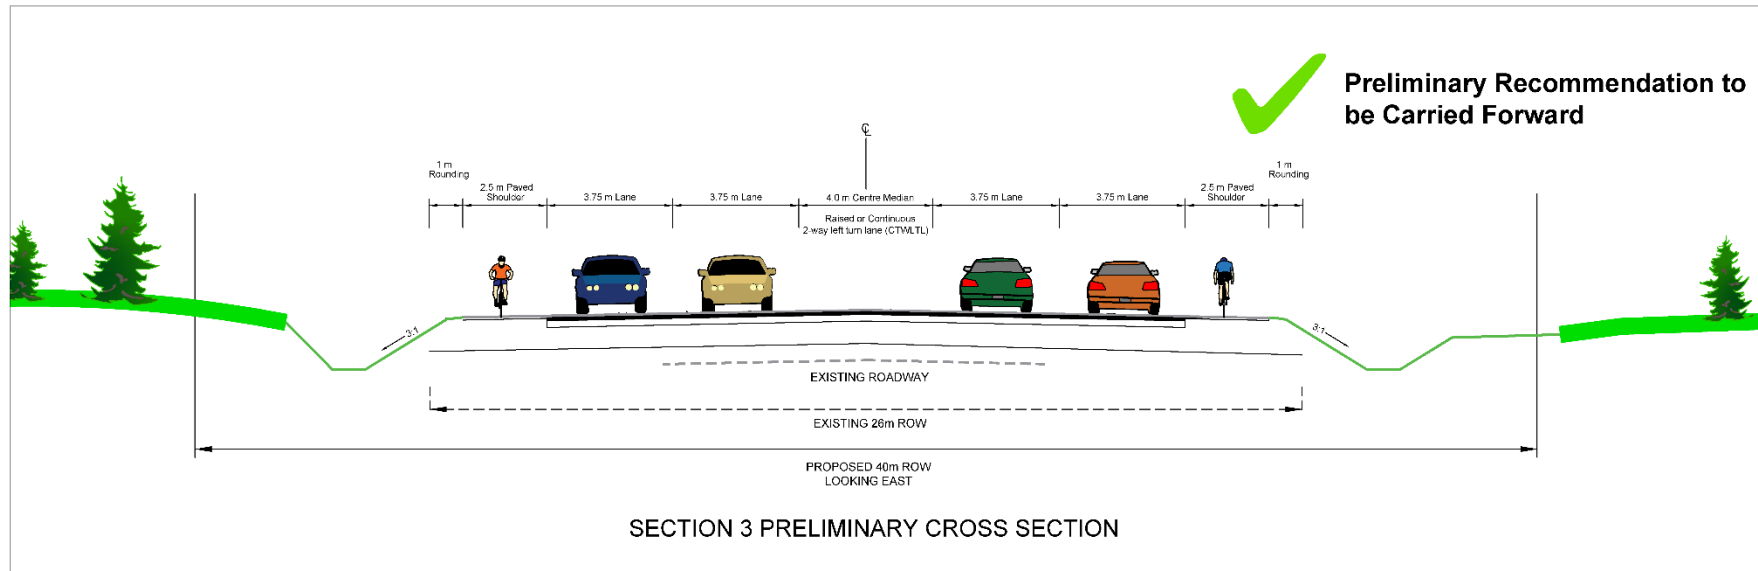 Preliminary Recommendation to
be Carried Forward
℄
1 m
Rounding
2.5 m Paved
Shoulder
3.75 m Lane
3.75 m Lane
4.0 m Centre Median
Raised or Continuous
2-way left turn lane (CTWLTL)
3.75 m Lane
3.75 m Lane
2.5 m Paved
Shoulder
1 m
Rounding
3:1
3:1
EXISTING ROADWAY
EXISTING 26m ROW
PROPOSED 40m ROW
LOOKING EAST
SECTION 3 PRELIMINARY CROSS SECTION